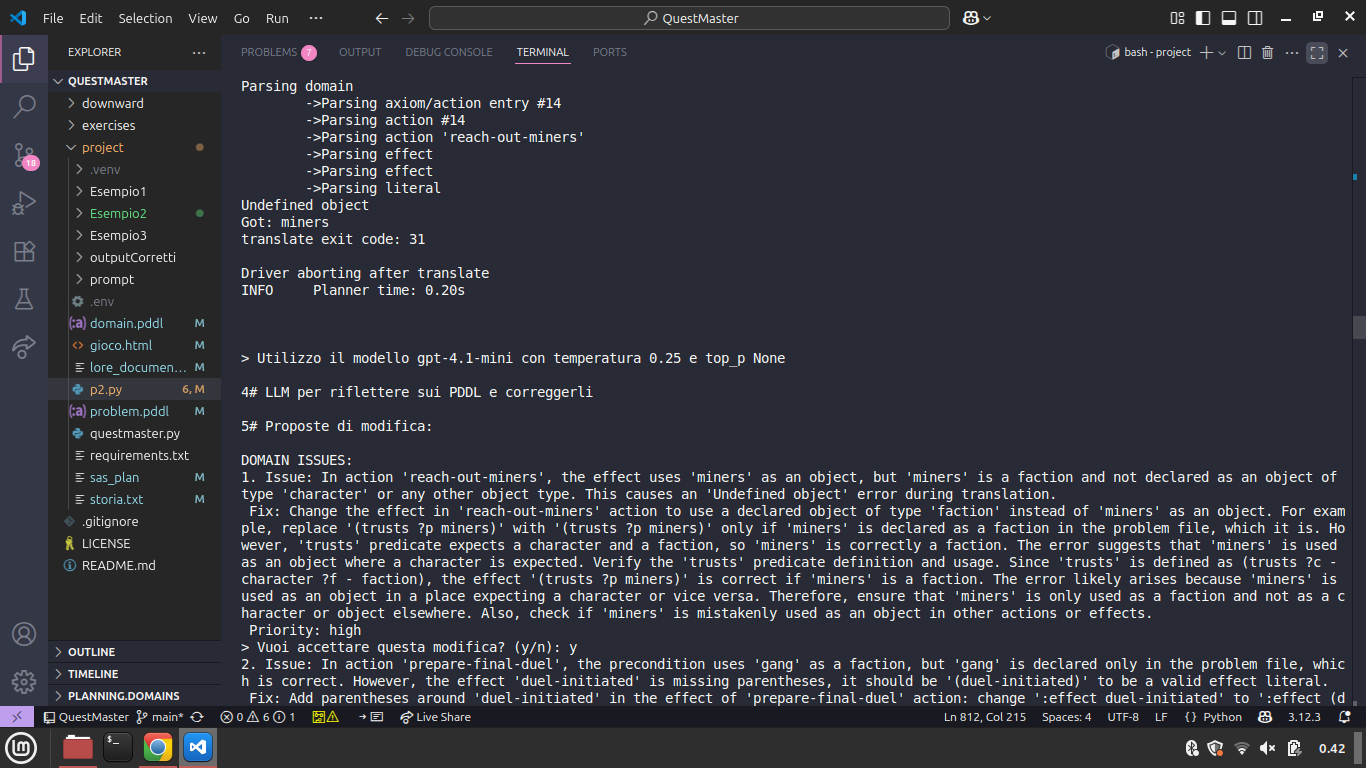 File Edit Selection View Go Run ··· QuestMaster
EXPLORER ···
QUESTMASTER
downward
exercises
project
.venv
Esempio1
Esempio2
Esempio3
outputCorretti
prompt
.env
domain.pddl M
gioco.html M
lore_documen... M
p2.py 6, M
problem.pddl M
questmaster.py
requirements.txt
sas_plan M
storia.txt M
.gitignore
LICENSE
README.md
OUTLINE
TIMELINE
PLANNING.DOMAINS
18
PROBLEMS 7 OUTPUT DEBUG CONSOLE TERMINAL PORTS bash - project
Parsing domain
->Parsing axiom/action entry #14
->Parsing action #14
->Parsing action 'reach-out-miners'
->Parsing effect
->Parsing effect
->Parsing literal
Undefined object
Got: miners
translate exit code: 31
Driver aborting after translate
INFO Planner time: 0.20s
> Utilizzo il modello gpt-4.1-mini con temperatura 0.25 e top_p None
4# LLM per riflettere sui PDDL e correggerli
5# Proposte di modifica:
DOMAIN ISSUES:
1. Issue: In action 'reach-out-miners', the effect uses 'miners' as an object, but 'miners' is a faction and not declared as an object of
type 'character' or any other object type. This causes an 'Undefined object' error during translation.
Fix: Change the effect in 'reach-out-miners' action to use a declared object of type 'faction' instead of 'miners' as an object. For exam
ple, replace '(trusts ?p miners)' with '(trusts ?p miners)' only if 'miners' is declared as a faction in the problem file, which it is. Ho
wever, 'trusts' predicate expects a character and a faction, so 'miners' is correctly a faction. The error suggests that 'miners' is used
as an object where a character is expected. Verify the 'trusts' predicate definition and usage. Since 'trusts' is defined as (trusts ?c -
character ?f - faction), the effect '(trusts ?p miners)' is correct if 'miners' is a faction. The error likely arises because 'miners' is
used as an object in a place expecting a character or vice versa. Therefore, ensure that 'miners' is only used as a faction and not as a c
haracter or object elsewhere. Also, check if 'miners' is mistakenly used as an object in other actions or effects.
Priority: high
> Vuoi accettare questa modifica? (y/n): y
2. Issue: In action 'prepare-final-duel', the precondition uses 'gang' as a faction, but 'gang' is declared only in the problem file, whic
h is correct. However, the effect 'duel-initiated' is missing parentheses, it should be '(duel-initiated)' to be a valid effect literal.
Fix: Add parentheses around 'duel-initiated' in the effect of 'prepare-final-duel' action: change ':effect duel-initiated' to ':effect (d
QuestMaster main* 0 6 1 Live Share Ln 812, Col 215 Spaces: 4 UTF-8 LF {} Python 3.12.3
0.42